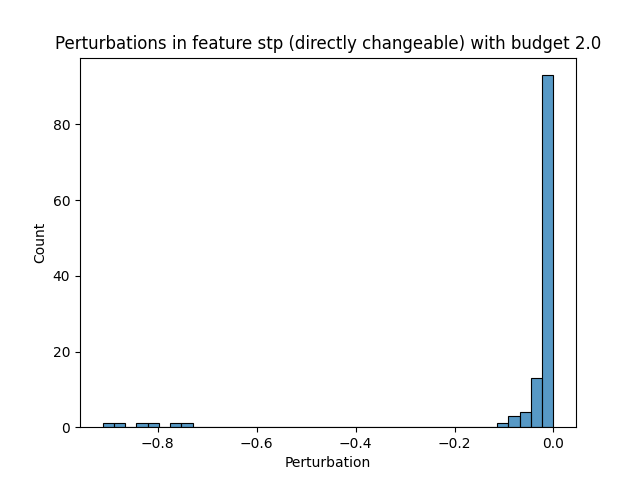 Perturbations in feature stp (directly changeable) with budget 2.0
Count
80
60
40
20
0
−0.8 −0.6 −0.4 −0.2 0.0
Perturbation